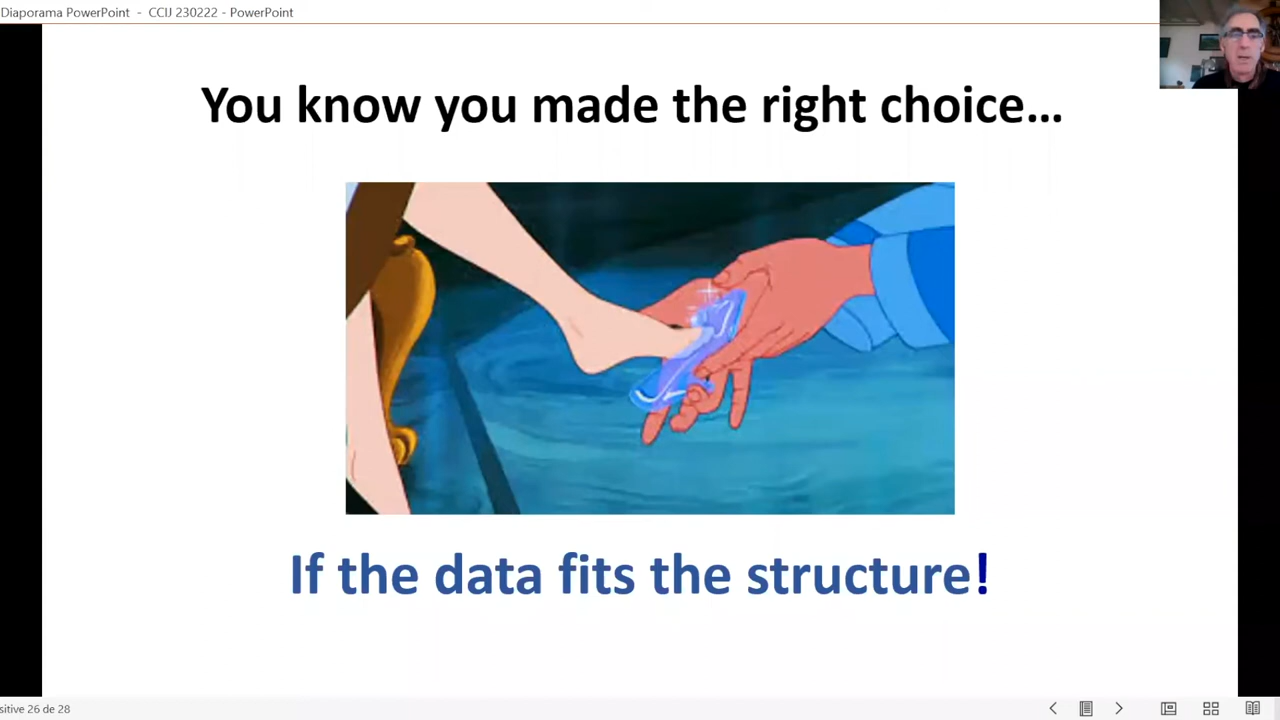 Diaporama PowerPoint - CCIJ 230222 - PowerPoint
You know you made the right choice...
If the data fits the structure!
sitive 26 de 28